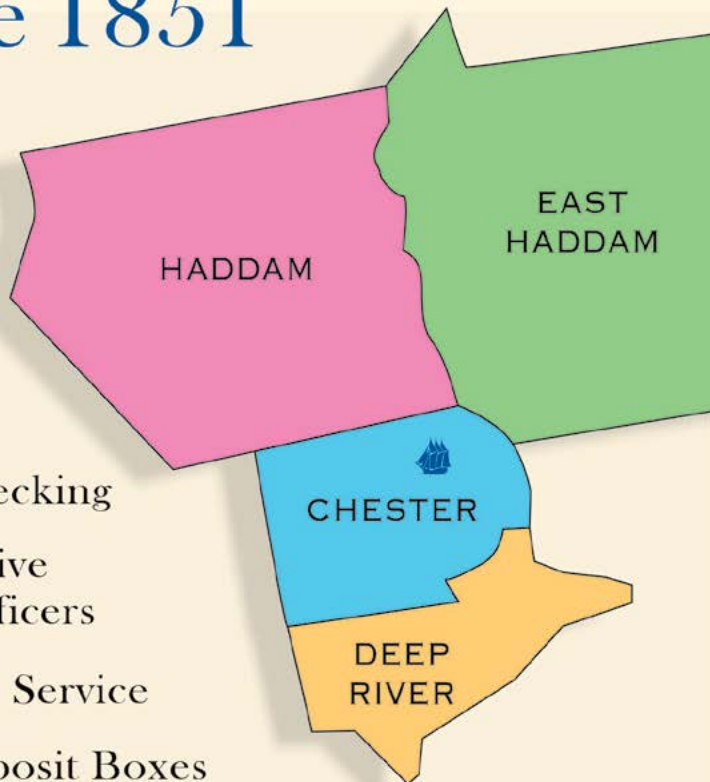 e 1851
EAST
HADDAM
HADDAM
ecking
CHESTER
ive
ficers
DEEP
RIVER
Service
posit Boxes